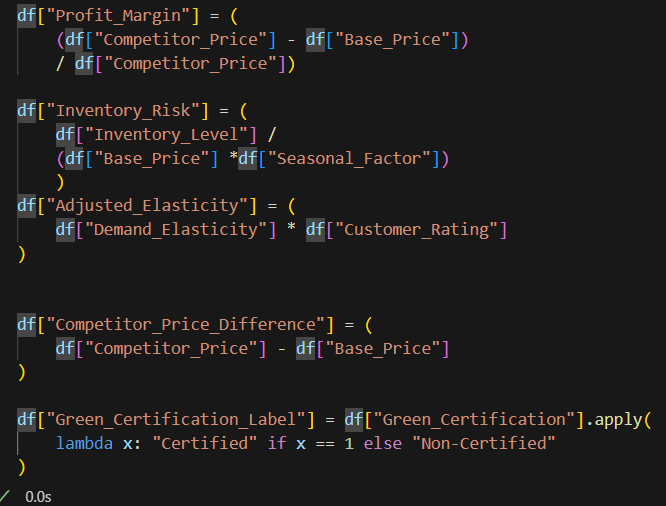 df["Profit_Margin"] = (
    (df["Competitor_Price"] - df["Base_Price"])
    / df["Competitor_Price"])

df["Inventory_Risk"] = (
    df["Inventory_Level"] /
    (df["Base_Price"] *df["Seasonal_Factor"])
    )
df["Adjusted_Elasticity"] = (
    df["Demand_Elasticity"] * df["Customer_Rating"]
)


df["Competitor_Price_Difference"] = (
    df["Competitor_Price"] - df["Base_Price"]
)

df["Green_Certification_Label"] = df["Green_Certification"].apply(
    lambda x: "Certified" if x == 1 else "Non-Certified"
)
0.0s